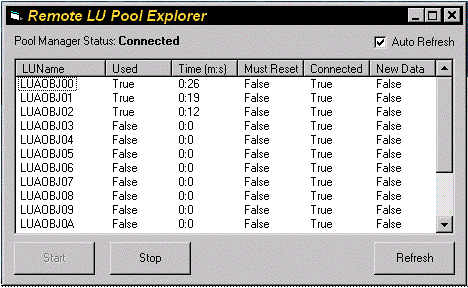 Remote LU Pool Explorer
Pool Manager Status: Connected Auto Refresh
LUName Used Time (m:s) Must Reset Connected New Data
LUAOBJ00 True 0:26 False True False
LUAOBJ01 True 0:19 False True False
LUAOBJ02 True 0:12 False True False
LUAOBJ03 False 0:0 False True False
LUAOBJ04 False 0:0 False True False
LUAOBJ05 False 0:0 False True False
LUAOBJ06 False 0:0 False True False
LUAOBJ07 False 0:0 False True False
LUAOBJ08 False 0:0 False True False
LUAOBJ09 False 0:0 False True False
LUAOBJ0A False 0:0 False True False
Start Stop Refresh